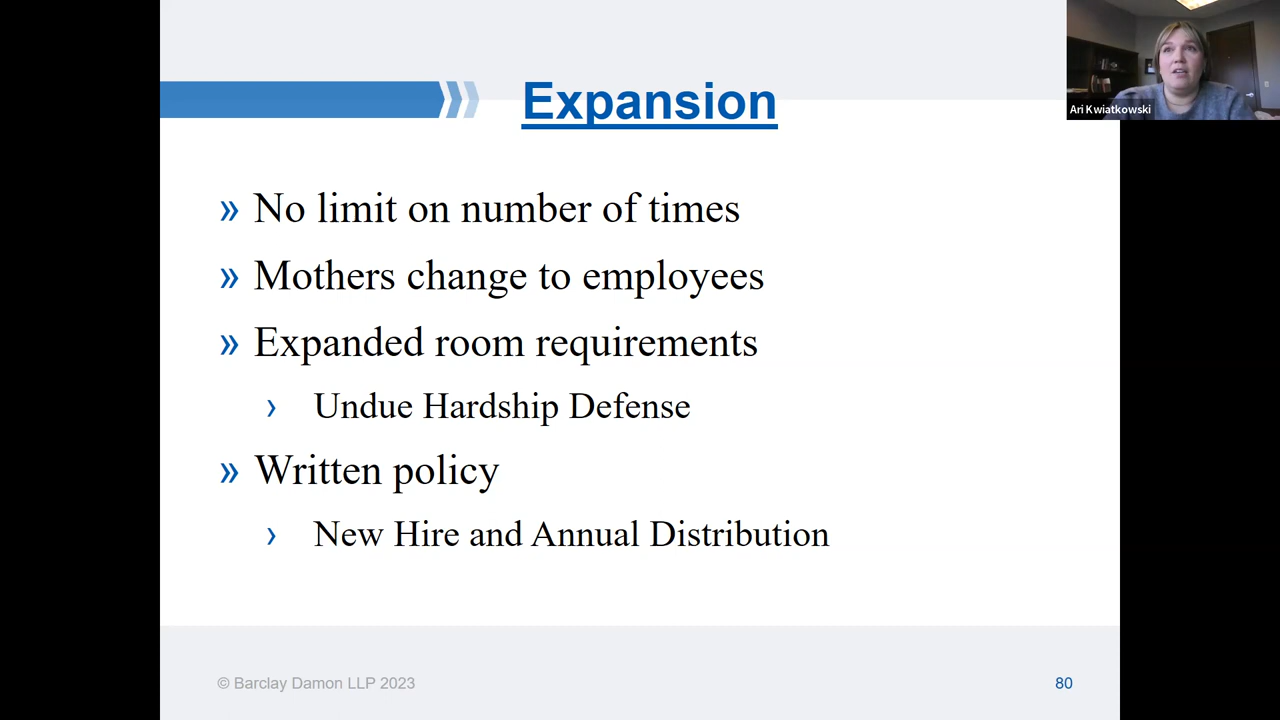 Expansion
Ari Kwiatkowski
» No limit on number of times
» Mothers change to employees
» Expanded room requirements
› Undue Hardship Defense
» Written policy
› New Hire and Annual Distribution
© Barclay Damon LLP 2023
80